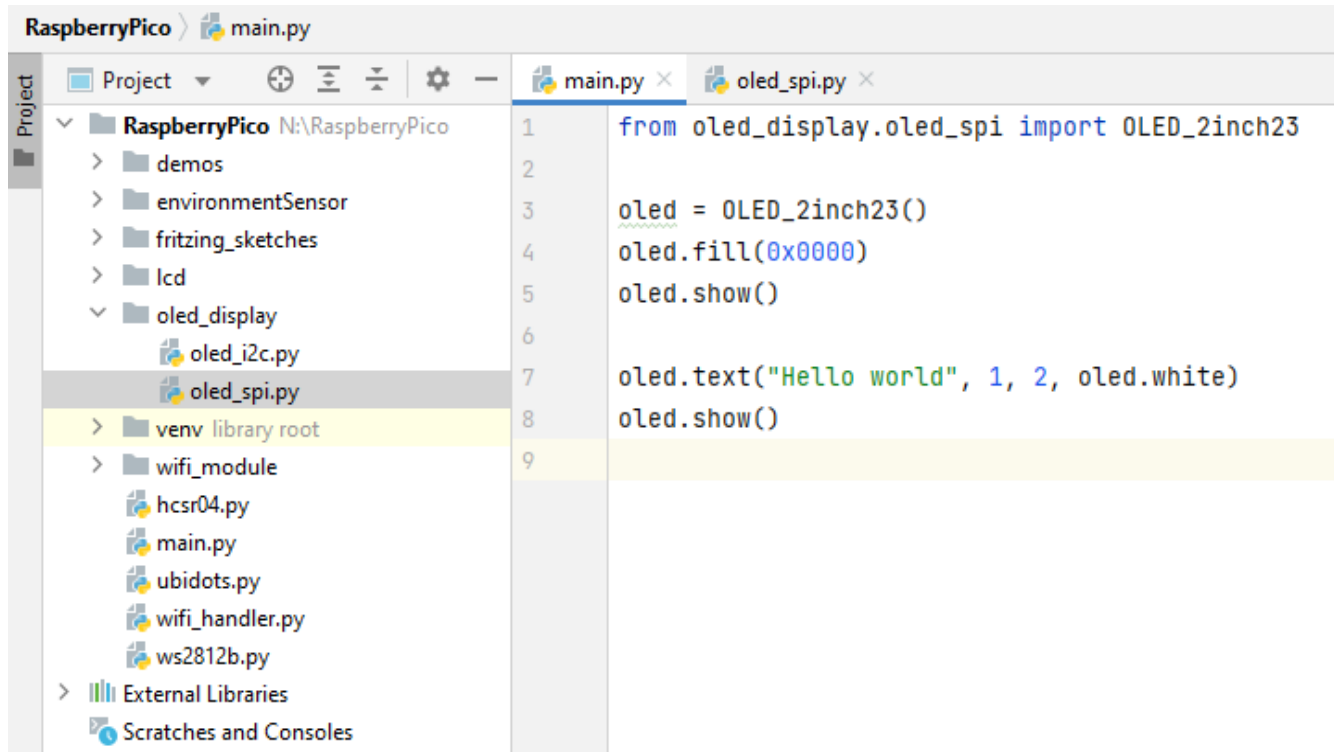 RaspberryPico main.py
Project
Project
main.py oled_spi.py
RaspberryPico N:\RaspberryPico
demos
environmentSensor
fritzing_sketches
lcd
oled_display
oled_i2c.py
oled_spi.py
venv library root
wifi_module
hcsr04.py
main.py
ubidots.py
wifi_handler.py
ws2812b.py
External Libraries
Scratches and Consoles
1 from oled_display.oled_spi import OLED_2inch23
2
3 oled = OLED_2inch23()
4 oled.fill(0x0000)
5 oled.show()
6
7 oled.text("Hello world", 1, 2, oled.white)
8 oled.show()
9